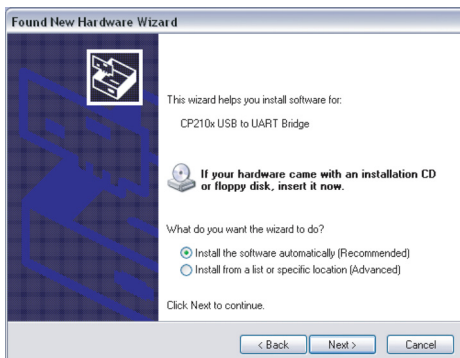 Found New Hardware Wizard
This wizard helps you install software for:
CP210x USB to UART Bridge
If your hardware came with an installation CD
or floppy disk, insert it now.
What do you want the wizard to do?
Install the software automatically (Recommended)
Install from a list or specific location (Advanced)
Click Next to continue.
< Back
Next >
Cancel